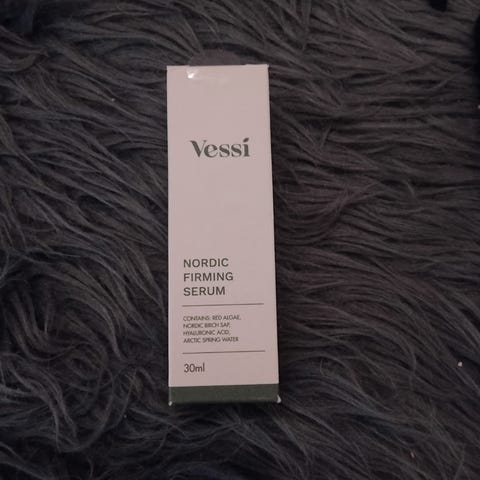 Vessi
NORDIC
FIRMING
SERUM
CONTAINS: RED ALGAE,
NORDIC BIRCH SAP,
HYALURONIC ACID,
ARCTIC SPRING WATER
30ml